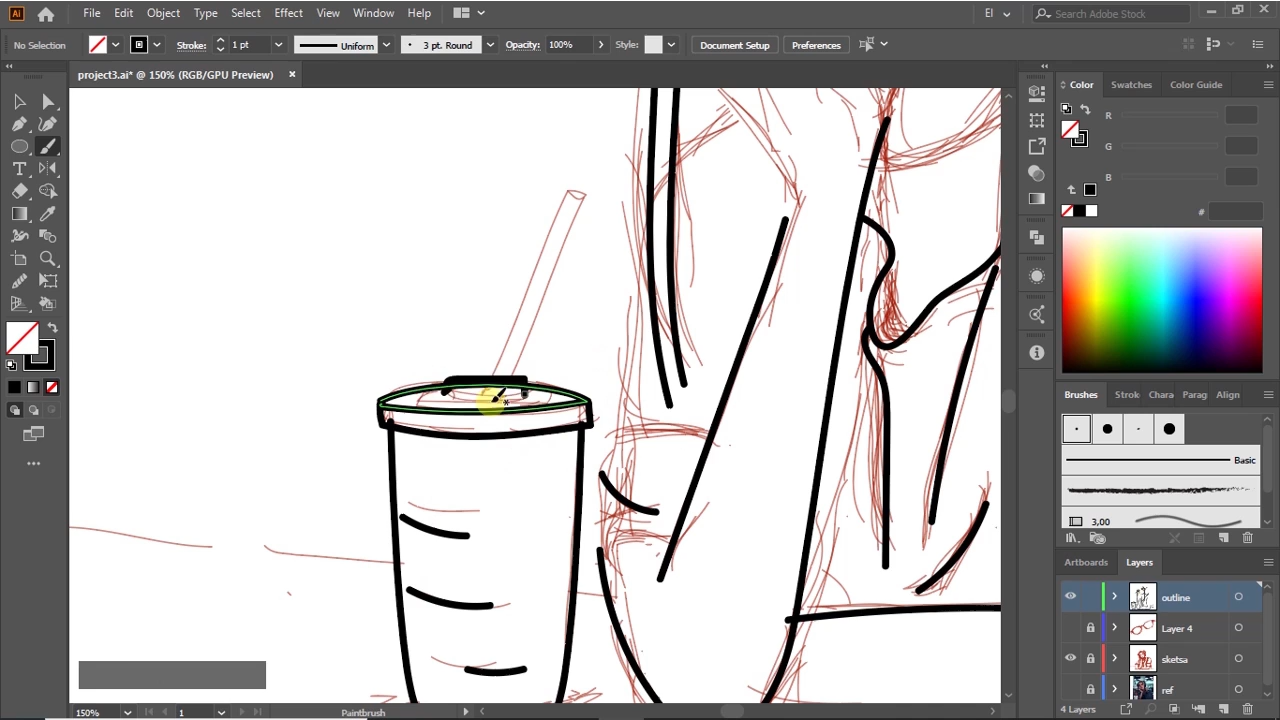 Ai File Edit Object Type Select Effect View Window Help El Search Adobe Stock
No Selection Stroke: 1 pt Uniform 3 pt. Round Opacity: 100% Style: Document Setup Preferences
project3.ai* @ 150% (RGB/GPU Preview) ×
Color Swatches Color Guide
R
G
B
#
Brushes Strok Chara Parag Align
Basic
3,00
Artboards Layers
outline
Layer 4
sketsa
ref
4 Layers
150% 1 Paintbrush